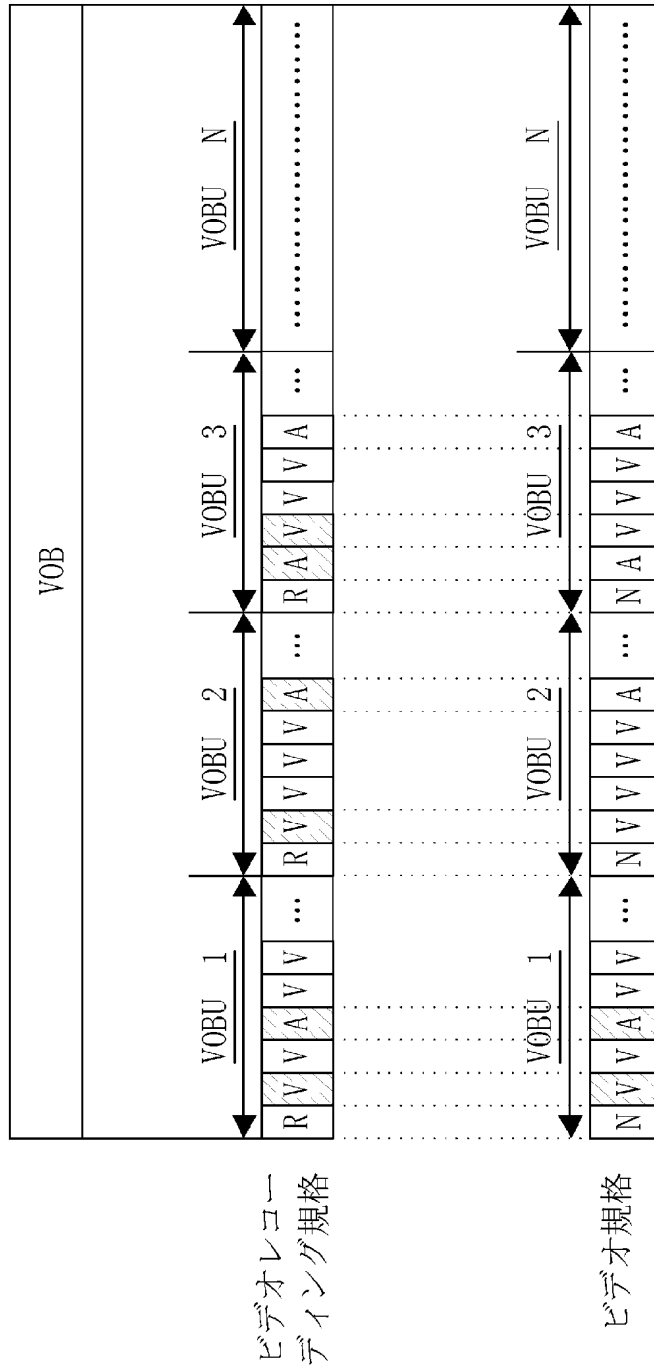 VOB
VOBU 1 VOBU 2 VOBU 3 VOBU N
ビデオレコー
ディング規格
R V V A V V … R V V V V A … R A V V V A … ……………………
VOBU 1 VOBU 2 VOBU 3 VOBU N
ビデオ規格
N V V A V V … N V V V V A … N A V V V A … ……………………